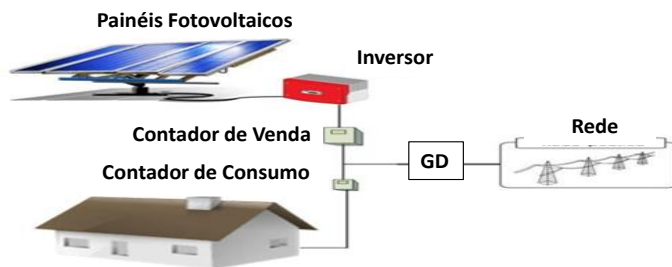 Painéis Fotovoltaicos
Inversor
Contador de Venda
Rede
GD
Contador de Consumo